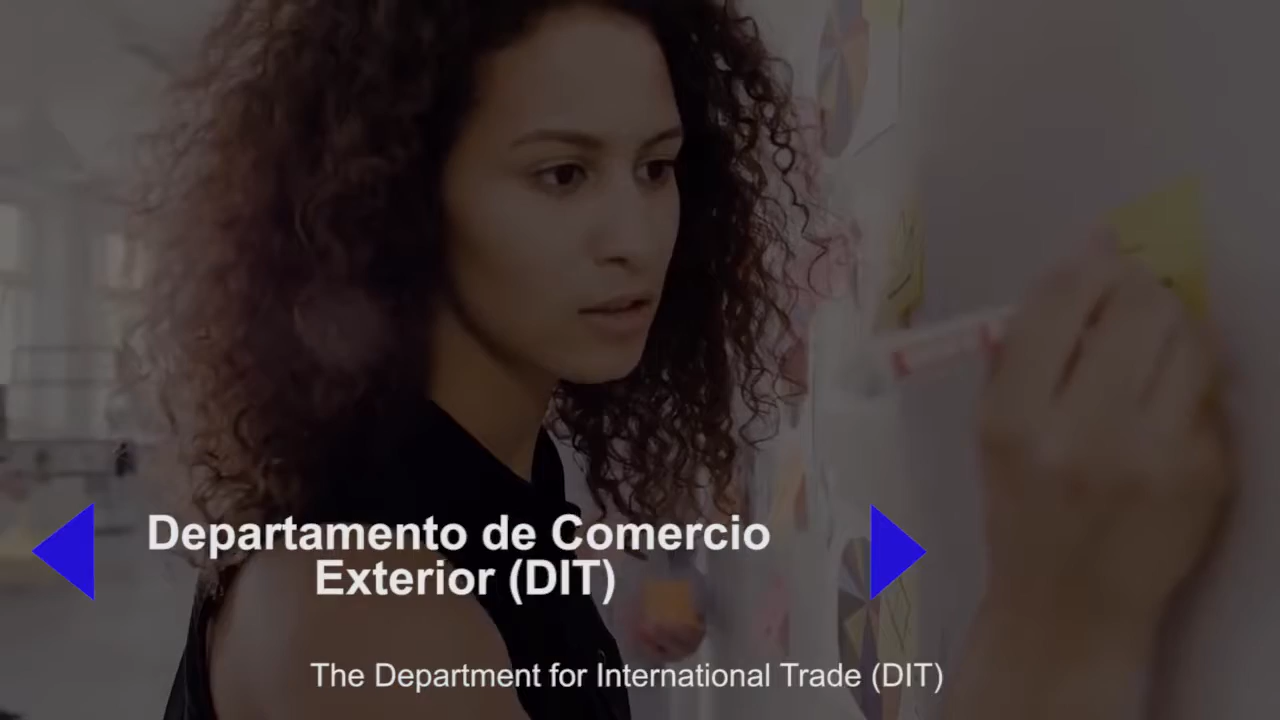 Departamento de Comercio
Exterior (DIT)
The Department for International Trade (DIT)